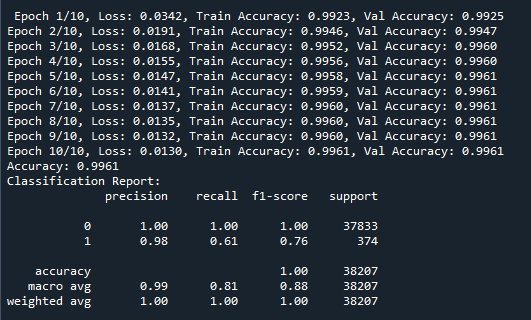 Epoch 1/10, Loss: 0.0342, Train Accuracy: 0.9923, Val Accuracy: 0.9925
Epoch 2/10, Loss: 0.0191, Train Accuracy: 0.9946, Val Accuracy: 0.9947
Epoch 3/10, Loss: 0.0168, Train Accuracy: 0.9952, Val Accuracy: 0.9960
Epoch 4/10, Loss: 0.0155, Train Accuracy: 0.9956, Val Accuracy: 0.9960
Epoch 5/10, Loss: 0.0147, Train Accuracy: 0.9958, Val Accuracy: 0.9961
Epoch 6/10, Loss: 0.0141, Train Accuracy: 0.9959, Val Accuracy: 0.9960
Epoch 7/10, Loss: 0.0137, Train Accuracy: 0.9960, Val Accuracy: 0.9961
Epoch 8/10, Loss: 0.0135, Train Accuracy: 0.9960, Val Accuracy: 0.9961
Epoch 9/10, Loss: 0.0132, Train Accuracy: 0.9960, Val Accuracy: 0.9961
Epoch 10/10, Loss: 0.0130, Train Accuracy: 0.9961, Val Accuracy: 0.9961
Accuracy: 0.9961
Classification Report:
precision recall f1-score support
0 1.00 1.00 1.00 37833
1 0.98 0.61 0.76 374
accuracy 1.00 38207
macro avg 0.99 0.81 0.88 38207
weighted avg 1.00 1.00 1.00 38207